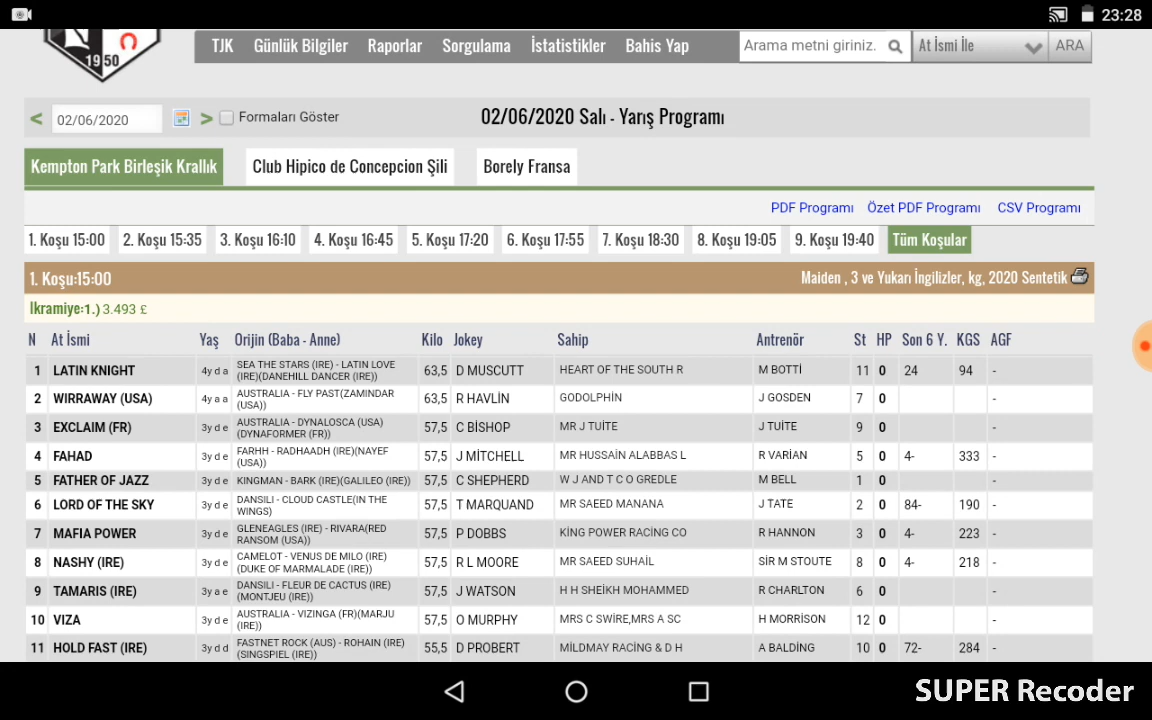 23:28
1950
TJK Günlük Bilgiler Raporlar Sorgulama İstatistikler Bahis Yap Arama metni giriniz. At İsmi İle ARA
< 02/06/2020 > Formaları Göster 02/06/2020 Salı - Yarış Programı
Kempton Park Birleşik Krallık Club Hipico de Concepcion Şili Borely Fransa
PDF Programı Özet PDF Programı CSV Programı
1. Koşu 15:00 2. Koşu 15:35 3. Koşu 16:10 4. Koşu 16:45 5. Koşu 17:20 6. Koşu 17:55 7. Koşu 18:30 8. Koşu 19:05 9. Koşu 19:40 Tüm Koşular
1. Koşu:15:00 Maiden , 3 ve Yukarı İngilizler, kg, 2020 Sentetik
Ikramiye:1.) 3.493 £
N At İsmi Yaş Orijin (Baba - Anne) Kilo Jokey Sahip Antrenör St HP Son 6 Y. KGS AGF
1 LATIN KNIGHT 4y d a SEA THE STARS (IRE) - LATIN LOVE (IRE)(DANEHILL DANCER (IRE)) 63,5 D MUSCUTT HEART OF THE SOUTH R M BOTTİ 11 0 24 94 -
2 WIRRAWAY (USA) 4y a a AUSTRALIA - FLY PAST(ZAMINDAR (USA)) 63,5 R HAVLİN GODOLPHİN J GOSDEN 7 0 -
3 EXCLAIM (FR) 3y d e AUSTRALIA - DYNALOSCA (USA) (DYNAFORMER (FR)) 57,5 C BİSHOP MR J TUİTE J TUİTE 9 0 -
4 FAHAD 3y d e FARHH - RADHAADH (IRE)(NAYEF (USA)) 57,5 J MİTCHELL MR HUSSAİN ALABBAS L R VARİAN 5 0 4- 333 -
5 FATHER OF JAZZ 3y d e KINGMAN - BARK (IRE)(GALILEO (IRE)) 57,5 C SHEPHERD W J AND T C O GREDLE M BELL 1 0 -
6 LORD OF THE SKY 3y d e DANSILI - CLOUD CASTLE(IN THE WINGS) 57,5 T MARQUAND MR SAEED MANANA J TATE 2 0 84- 190 -
7 MAFIA POWER 3y d e GLENEAGLES (IRE) - RIVARA(RED RANSOM (USA)) 57,5 P DOBBS KİNG POWER RACİNG CO R HANNON 3 0 4- 223 -
8 NASHY (IRE) 3y d e CAMELOT - VENUS DE MILO (IRE) (DUKE OF MARMALADE (IRE)) 57,5 R L MOORE MR SAEED SUHAİL SİR M STOUTE 8 0 4- 218 -
9 TAMARIS (IRE) 3y a e DANSILI - FLEUR DE CACTUS (IRE) (MONTJEU (IRE)) 57,5 J WATSON H H SHEİKH MOHAMMED R CHARLTON 6 0 -
10 VIZA 3y d e AUSTRALIA - VIZINGA (FR)(MARJU (IRE)) 57,5 O MURPHY MRS C SWİRE,MRS A SC H MORRİSON 12 0 -
11 HOLD FAST (IRE) 3y d d FASTNET ROCK (AUS) - ROHAIN (IRE) (SINGSPIEL (IRE)) 55,5 D PROBERT MİLDMAY RACİNG & D H A BALDİNG 10 0 72- 284 -
SUPER Recoder